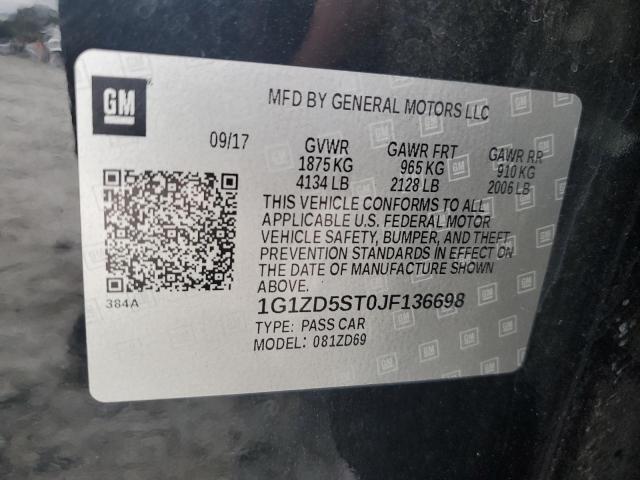 GM
MFD BY GENERAL MOTORS LLC
09/17
GVWR GAWR FRT GAWR RR
1875 KG 965 KG 910 KG
4134 LB 2128 LB 2006 LB
THIS VEHICLE CONFORMS TO ALL
APPLICABLE U.S. FEDERAL MOTOR
VEHICLE SAFETY, BUMPER, AND THEFT
PREVENTION STANDARDS IN EFFECT ON
THE DATE OF MANUFACTURE SHOWN
ABOVE.
384A
1G1ZD5ST0JF136698
TYPE: PASS CAR
MODEL: 081ZD69